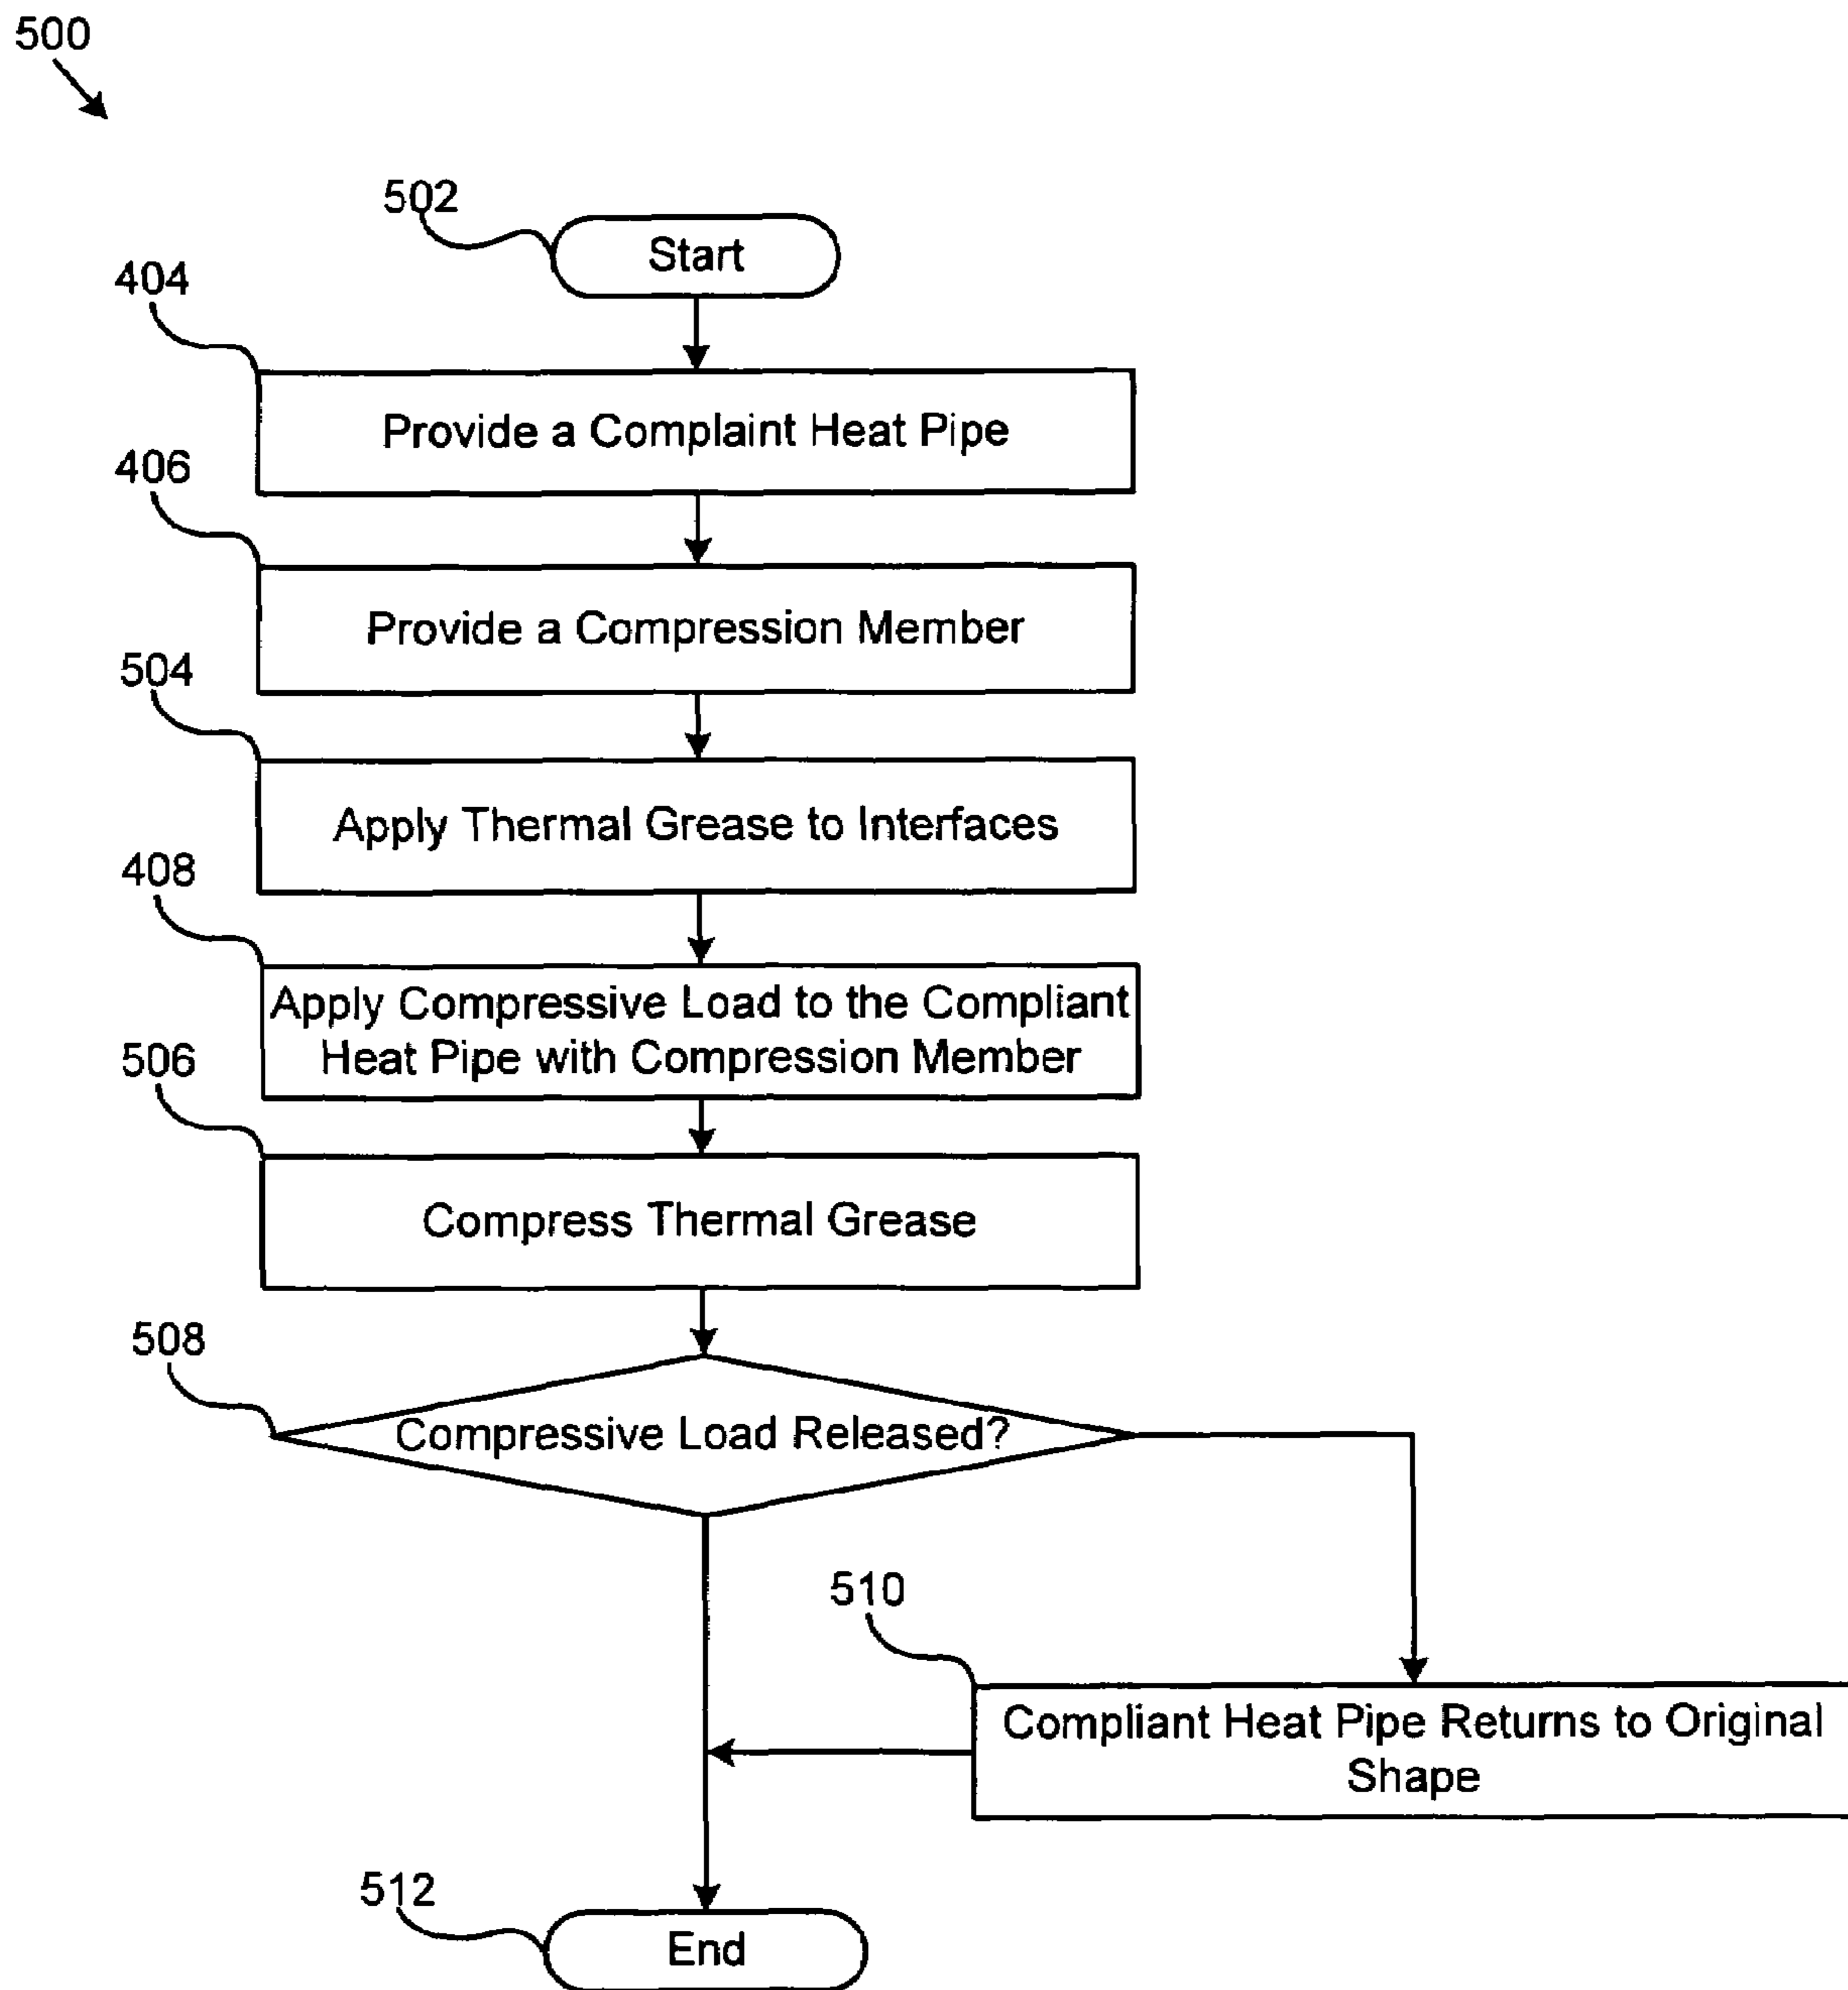 500
502
Start
404
Provide a Complaint Heat Pipe
406
Provide a Compression Member
504
Apply Thermal Grease to Interfaces
408
Apply Compressive Load to the Compliant
Heat Pipe with Compression Member
506
Compress Thermal Grease
508
Compressive Load Released?
510
Compliant Heat Pipe Returns to Original
Shape
512
End